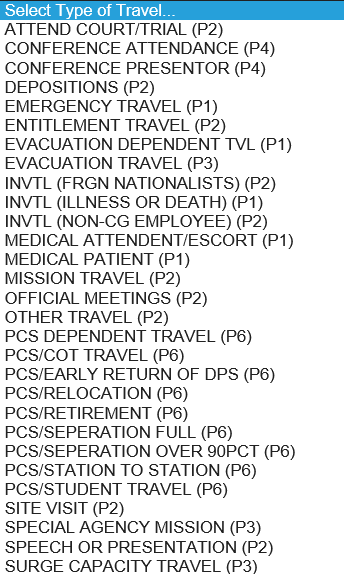 Select Type of Travel...
ATTEND COURT/TRIAL (P2)
CONFERENCE ATTENDANCE (P4)
CONFERENCE PRESENTOR (P4)
DEPOSITIONS (P2)
EMERGENCY TRAVEL (P1)
ENTITLEMENT TRAVEL (P2)
EVACUATION DEPENDENT TVL (P1)
EVACUATION TRAVEL (P3)
INVTL (FRGN NATIONALISTS) (P2)
INVTL (ILLNESS OR DEATH) (P1)
INVTL (NON-CG EMPLOYEE) (P2)
MEDICAL ATTENDENT/ESCORT (P1)
MEDICAL PATIENT (P1)
MISSION TRAVEL (P2)
OFFICIAL MEETINGS (P2)
OTHER TRAVEL (P2)
PCS DEPENDENT TRAVEL (P6)
PCS/COT TRAVEL (P6)
PCS/EARLY RETURN OF DPS (P6)
PCS/RELOCATION (P6)
PCS/RETIREMENT (P6)
PCS/SEPERATION FULL (P6)
PCS/SEPERATION OVER 90PCT (P6)
PCS/STATION TO STATION (P6)
PCS/STUDENT TRAVEL (P6)
SITE VISIT (P2)
SPECIAL AGENCY MISSION (P3)
SPEECH OR PRESENTATION (P2)
SURGE CAPACITY TRAVEL (P3)